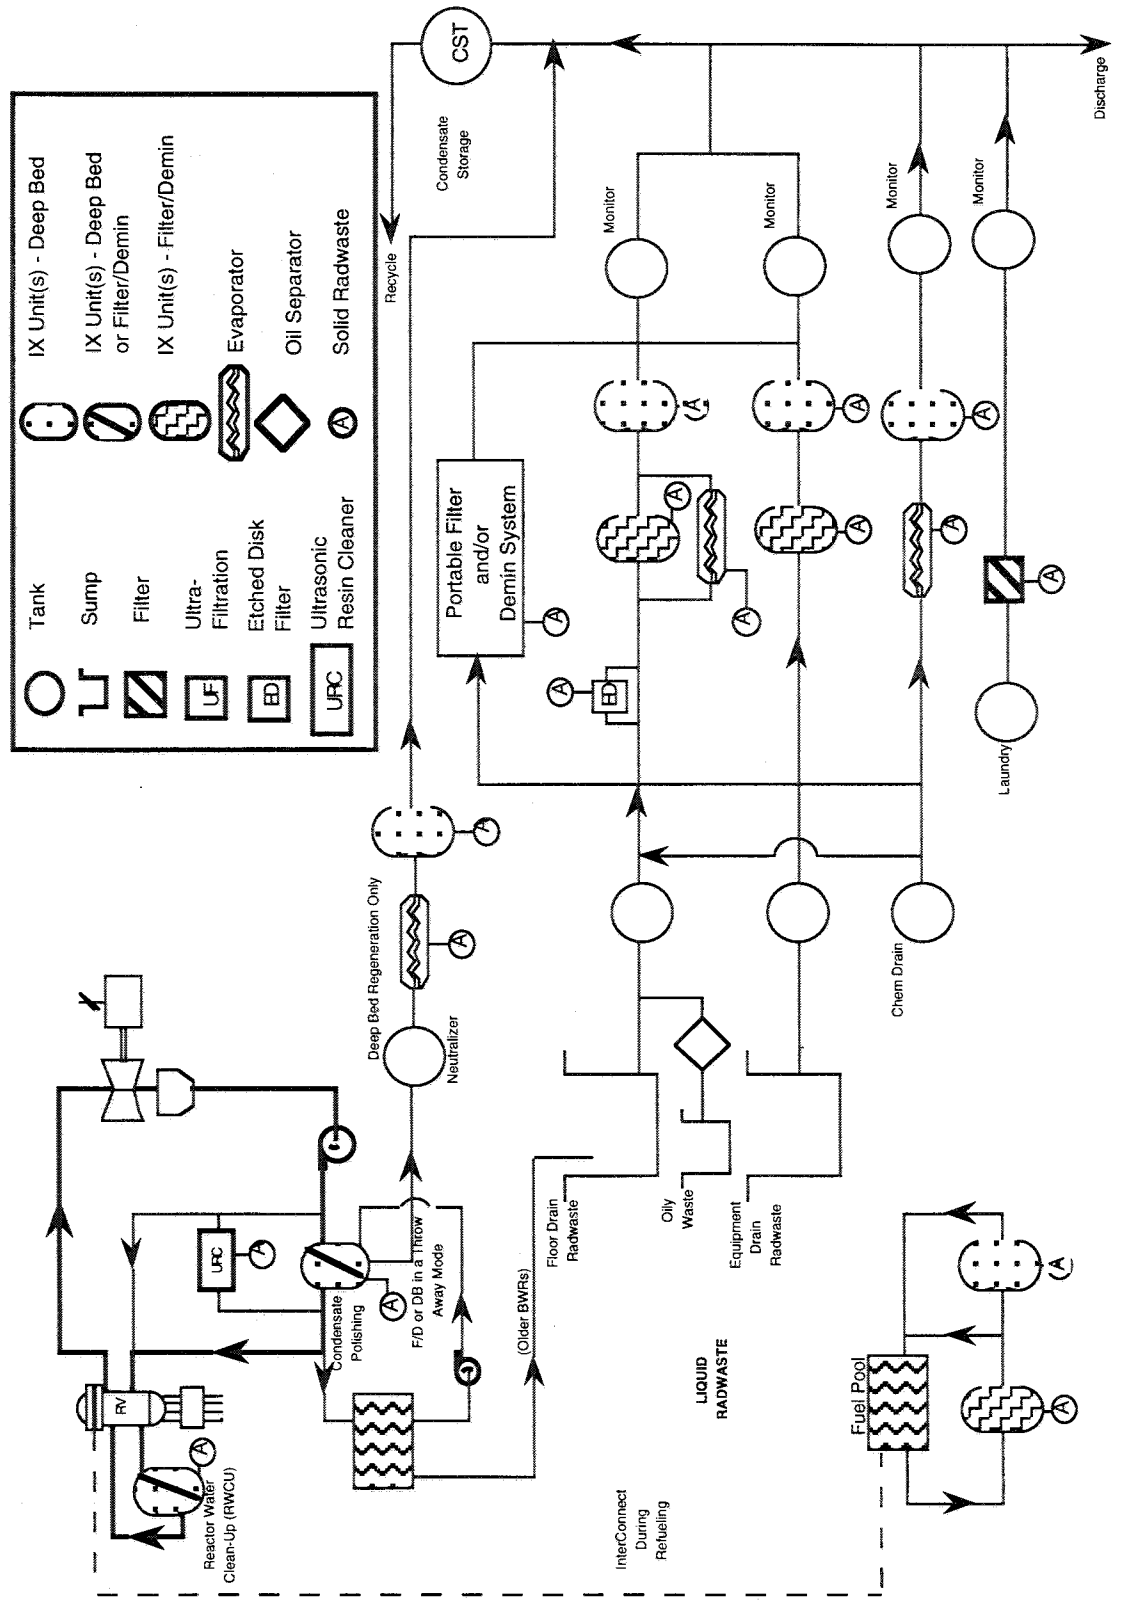 Tank
Sump
Filter
Ultra-
Filtration
Etched Disk
Filter
Ultrasonic
Resin Cleaner
UF
ED
URC
IX Unit(s) - Deep Bed
IX Unit(s) - Deep Bed
or Filter/Demin
IX Unit(s) - Filter/Demin
Evaporator
Oil Separator
Solid Radwaste
A
CST
Condensate
Storage
Recycle
Discharge
Monitor
Monitor
Monitor
Monitor
Portable Filter
and/or
Demin System
A
A
A
A
A
A
A
A
A
A
A
ED
Laundry
Chem Drain
Deep Bed Regeneration Only
Neutralizer
A
A
RV
Reactor Water
Clean-Up (RWCU)
A
URC
A
Condensate
Polishing
A
F/D or DB in a Throw
Away Mode
(Older BWRs)
Floor Drain
Radwaste
Oily
Waste
Equipment
Drain
Radwaste
LIQUID
RADWASTE
InterConnect
During
Refueling
Fuel Pool
A
A